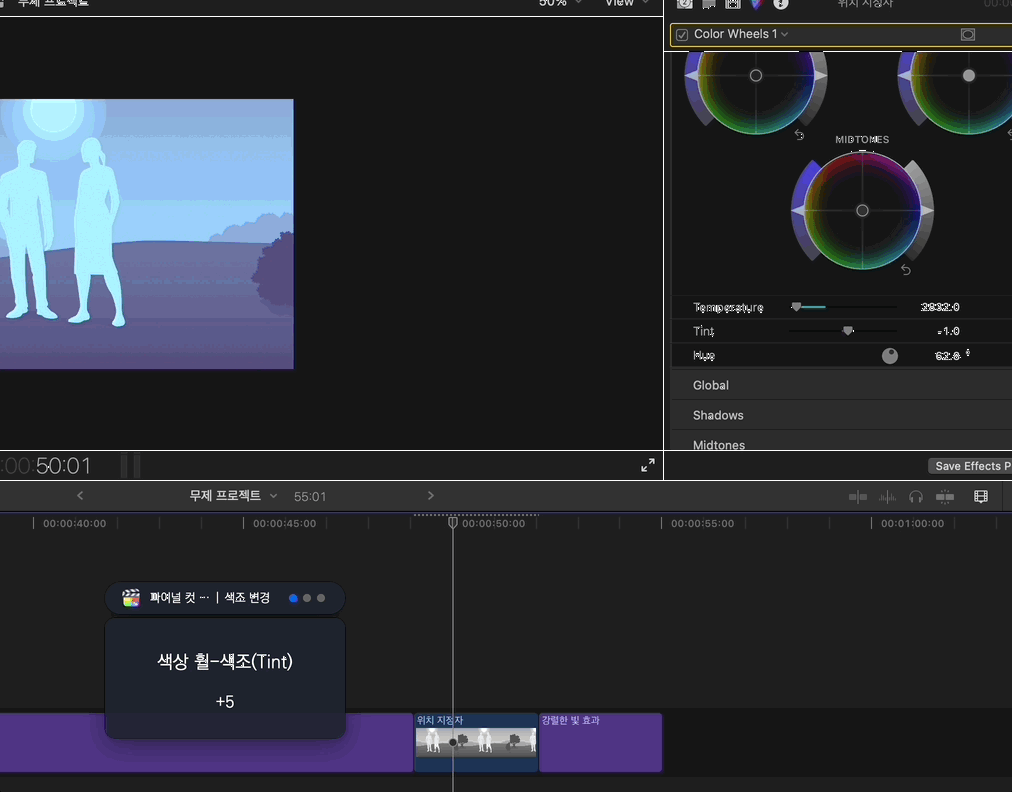 무제 프로젝트
50%
View
위치 지정자
Color Wheels 1
MIDTONES
Temperature 2832.0
Tint -1.0
Hue 62.8 °
Global
Shadows
Midtones
50:01
Save Effects P
무제 프로젝트 55:01
00:00:40:00 00:00:45:00 00:00:50:00 00:00:55:00 00:01:00:00
파이널 컷 ··· | 색조 변경
색상 휠-색조(Tint)
+5
위치 지정자
강렬한 빛 효과